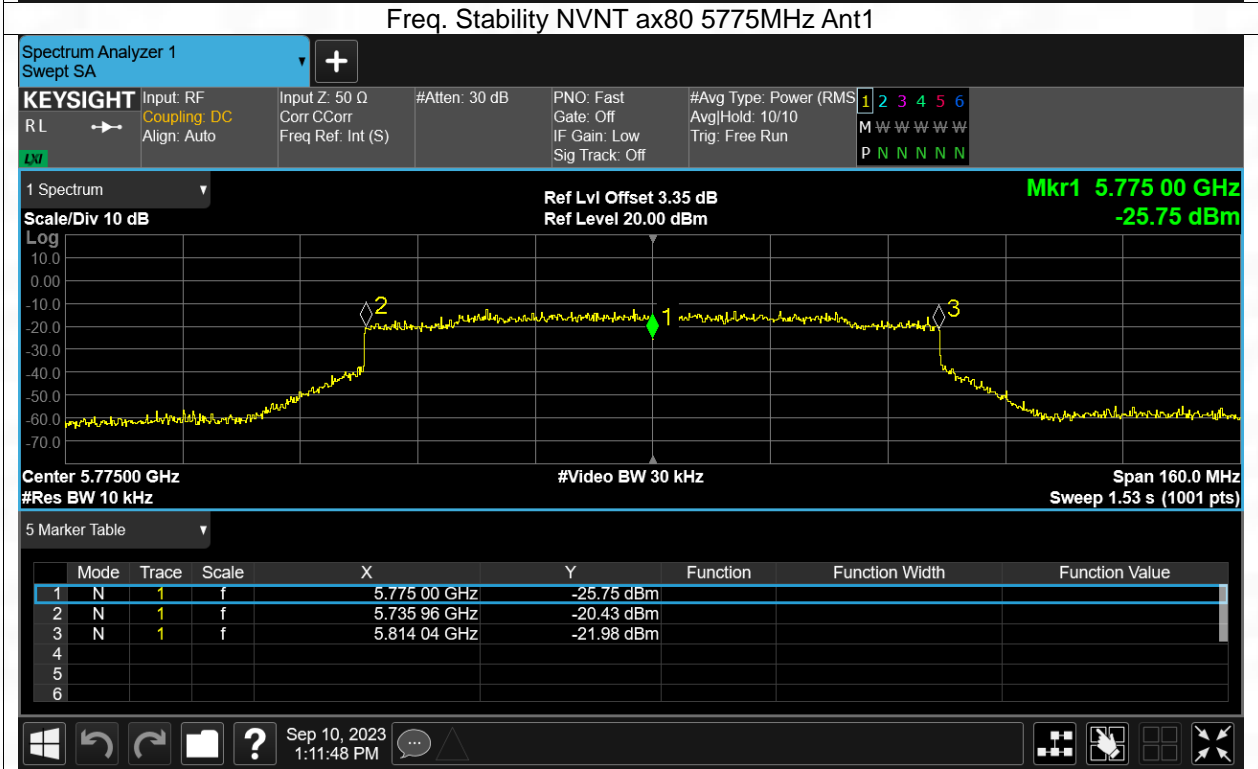 Freq. Stability NVNT ax80 5775MHz Ant1
Spectrum Analyzer 1
Swept SA
+
KEYSIGHT
R L
LXI
Input: RF
Coupling: DC
Align: Auto
Input Z: 50 Ω
Corr CCorr
Freq Ref: Int (S)
#Atten: 30 dB
PNO: Fast
Gate: Off
IF Gain: Low
Sig Track: Off
#Avg Type: Power (RMS
Avg|Hold: 10/10
Trig: Free Run
1 2 3 4 5 6
M W W W W W
P N N N N N
1 Spectrum
Scale/Div 10 dB
Ref Lvl Offset 3.35 dB
Ref Level 20.00 dBm
Mkr1 5.775 00 GHz
-25.75 dBm
Log
10.0
0.00
-10.0
-20.0
-30.0
-40.0
-50.0
-60.0
-70.0
2
1
3
Center 5.77500 GHz
#Video BW 30 kHz
Span 160.0 MHz
#Res BW 10 kHz
Sweep 1.53 s (1001 pts)
5 Marker Table
Mode Trace Scale X Y Function Function Width Function Value
1 N 1 f 5.775 00 GHz -25.75 dBm
2 N 1 f 5.735 96 GHz -20.43 dBm
3 N 1 f 5.814 04 GHz -21.98 dBm
4
5
6
?
Sep 10, 2023
1:11:48 PM